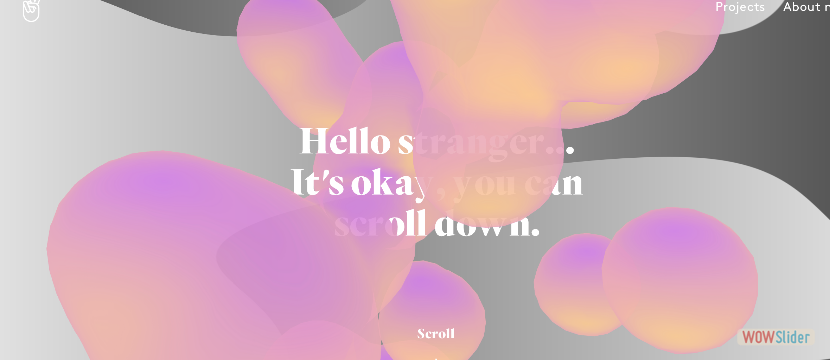 Projects About
Hello stranger...
It's okay, you can
scroll down.
Scroll
WOWSlider